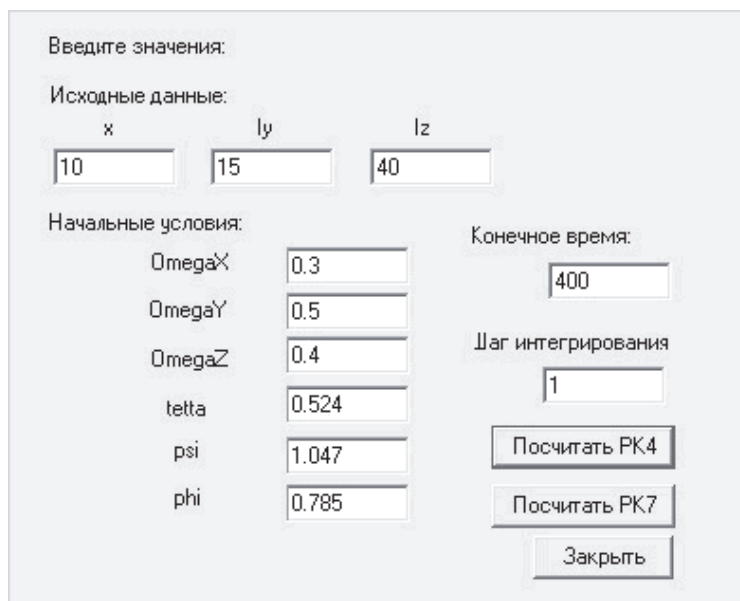 Введите значения:
Исходные данные:
x Iy Iz
10 15 40
Начальные условия:
OmegaX 0.3
OmegaY 0.5
OmegaZ 0.4
tetta 0.524
psi 1.047
phi 0.785
Конечное время:
400
Шаг интегрирования
1
Посчитать РК4
Посчитать РК7
Закрыть